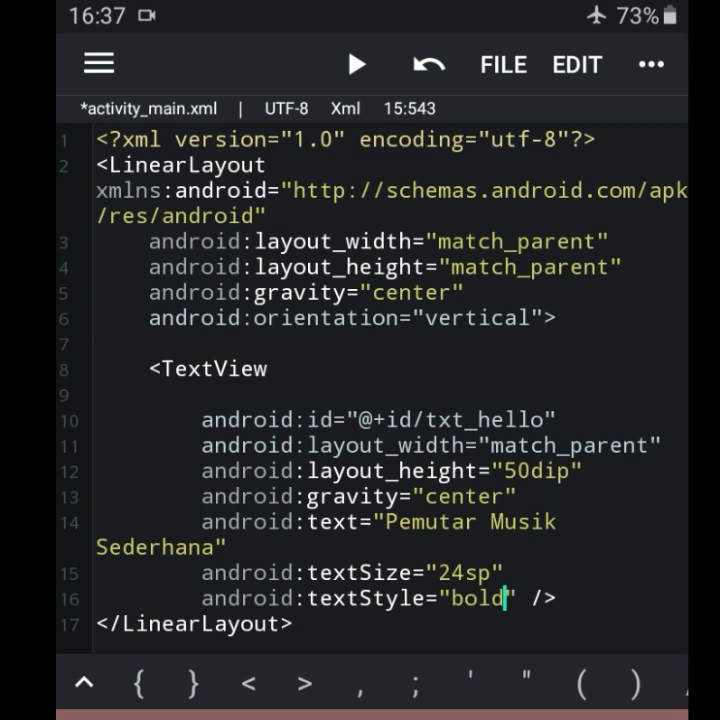 16:37 73%
FILE EDIT
*activity_main.xml | UTF-8 Xml 15:543
1 <?xml version="1.0" encoding="utf-8"?>
2 <LinearLayout
xmlns:android="http://schemas.android.com/apk
/res/android"
3 android:layout_width="match_parent"
4 android:layout_height="match_parent"
5 android:gravity="center"
6 android:orientation="vertical">
7
8 <TextView
9
10 android:id="@+id/txt_hello"
11 android:layout_width="match_parent"
12 android:layout_height="50dip"
13 android:gravity="center"
14 android:text="Pemutar Musik
Sederhana"
15 android:textSize="24sp"
16 android:textStyle="bold" />
17 </LinearLayout>
{ } < > , ; ' " ( )